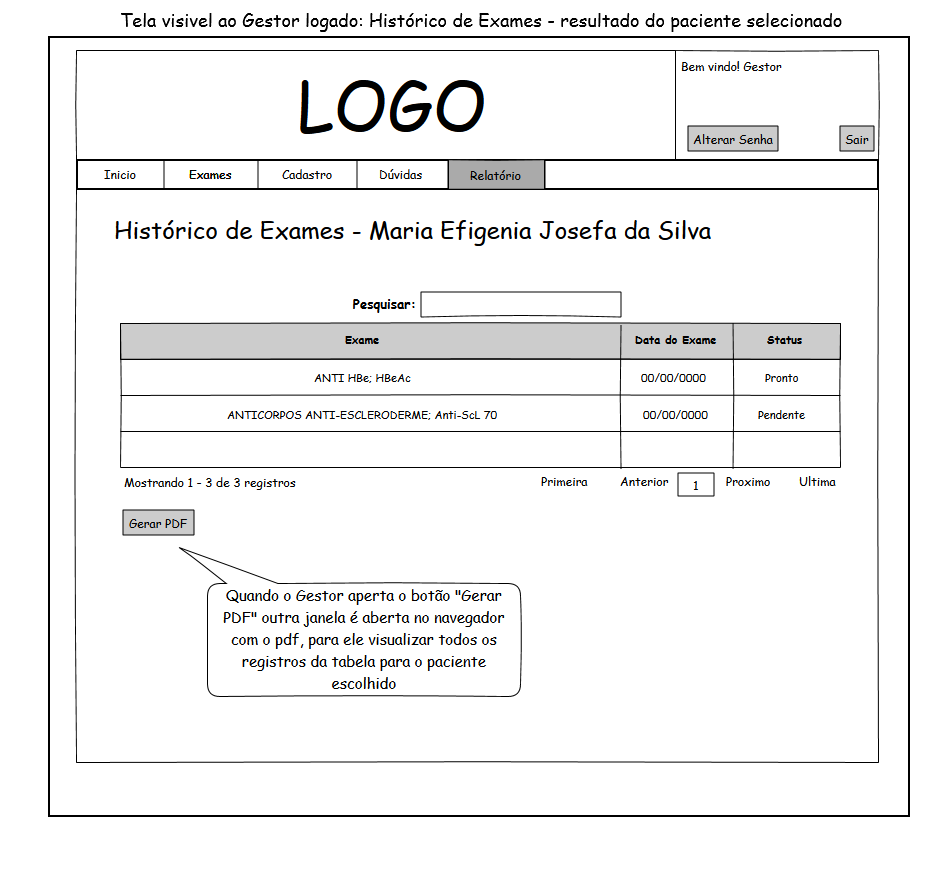 Tela visivel ao Gestor logado: Histórico de Exames - resultado do paciente selecionado
LOGO
Bem vindo! Gestor
Alterar Senha
Sair
Inicio
Exames
Cadastro
Dúvidas
Relatório
Histórico de Exames - Maria Efigenia Josefa da Silva
Pesquisar:
Exame
Data do Exame
Status
ANTI HBe; HBeAc
00/00/0000
Pronto
ANTICORPOS ANTI-ESCLERODERME; Anti-ScL 70
00/00/0000
Pendente
Mostrando 1 - 3 de 3 registros
Primeira
Anterior
1
Proximo
Ultima
Gerar PDF
Quando o Gestor aperta o botão "Gerar
PDF" outra janela é aberta no navegador
com o pdf, para ele visualizar todos os
registros da tabela para o paciente
escolhido